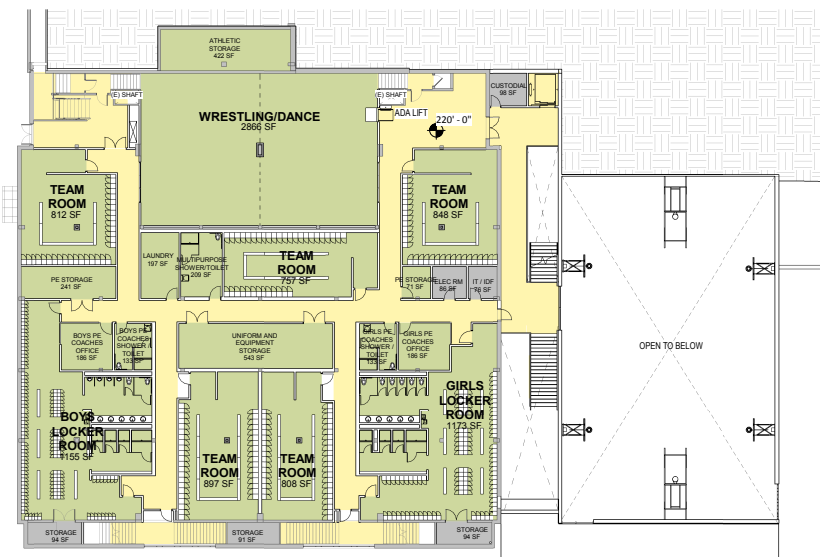 ATHLETIC
STORAGE
422 SF
(E) SHAFT
(E) SHAFT
CUSTODIAL
98 SF
ADA LIFT
220' - 0"
WRESTLING/DANCE
2866 SF
TEAM
ROOM
812 SF
TEAM
ROOM
848 SF
LAUNDRY
197 SF
MULTIPURPOSE
SHOWER/TOILET
209 SF
TEAM
ROOM
757 SF
PE STORAGE
241 SF
PE STORAGE
71 SF
ELEC RM
86 SF
IT / IDF
76 SF
BOYS PE
COACHES
OFFICE
186 SF
BOYS PE
COACHES
SHOWER /
TOILET
133 SF
UNIFORM AND
EQUIPMENT
STORAGE
543 SF
GIRLS PE
COACHES
SHOWER /
TOILET
133 SF
GIRLS PE
COACHES
OFFICE
186 SF
OPEN TO BELOW
BOYS
LOCKER
ROOM
1155 SF
GIRLS
LOCKER
ROOM
1173 SF
TEAM
ROOM
897 SF
TEAM
ROOM
808 SF
STORAGE
94 SF
STORAGE
91 SF
STORAGE
94 SF